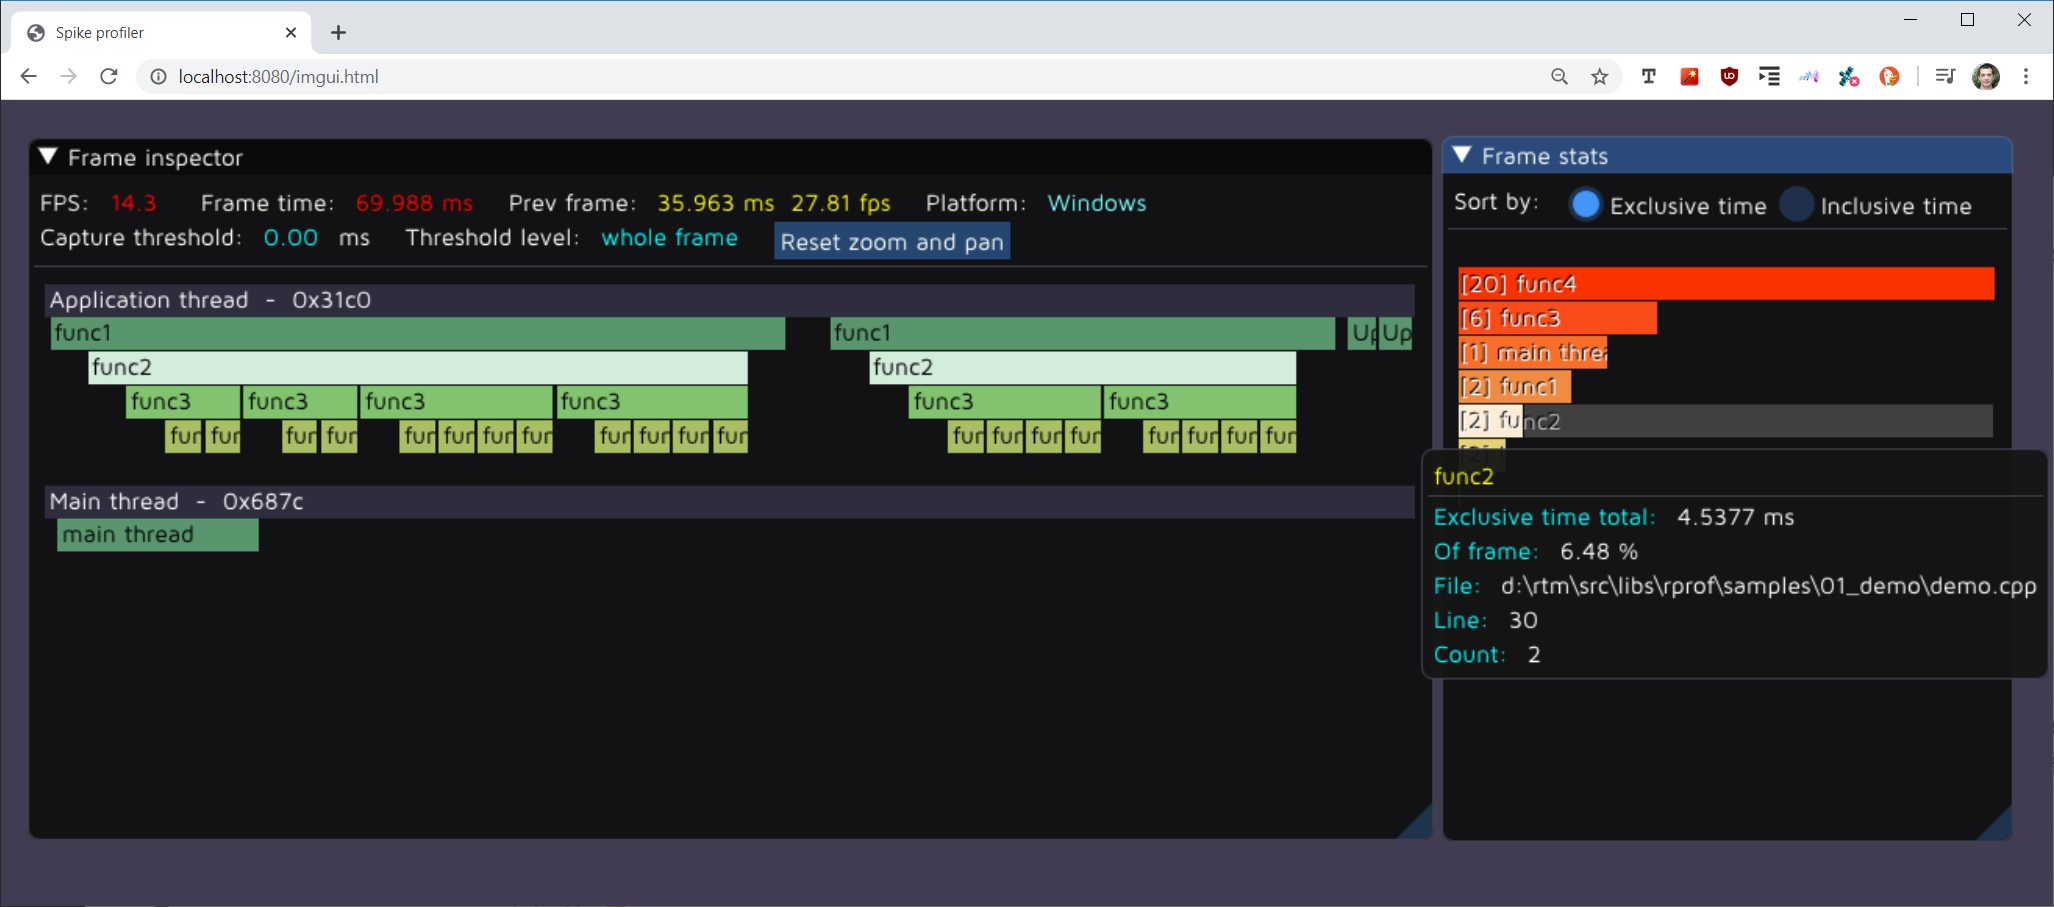 Spike profiler
localhost:8080/imgui.html
Frame inspector
FPS: 14.3 Frame time: 69.988 ms Prev frame: 35.963 ms 27.81 fps Platform: Windows
Capture threshold: 0.00 ms Threshold level: whole frame Reset zoom and pan
Application thread - 0x31c0
func1 func1 Up Up
func2 func2
func3 func3 func3 func3 func3 func3
fur fur fur fur fur fur fur fur fur fur fur fur fur fur fur fur fur fur fur fur
Main thread - 0x687c
main thread
Frame stats
Sort by: Exclusive time Inclusive time
[20] func4
[6] func3
[1] main threa
[2] func1
[2] func2
func2
Exclusive time total: 4.5377 ms
Of frame: 6.48 %
File: d:\rtm\src\libs\rprof\samples\01_demo\demo.cpp
Line: 30
Count: 2